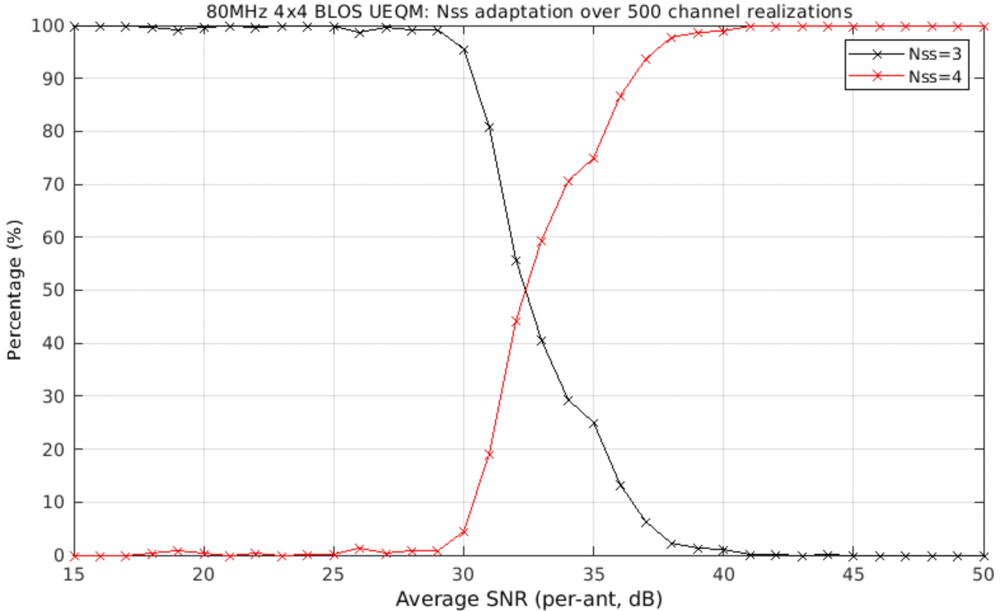 80MHz 4x4 BLOS UEQM: Nss adaptation over 500 channel realizations
100
90
80
70
60
50
40
30
20
10
0
Percentage (%)
Nss=3
Nss=4
15 20 25 30 35 40 45 50
Average SNR (per-ant, dB)